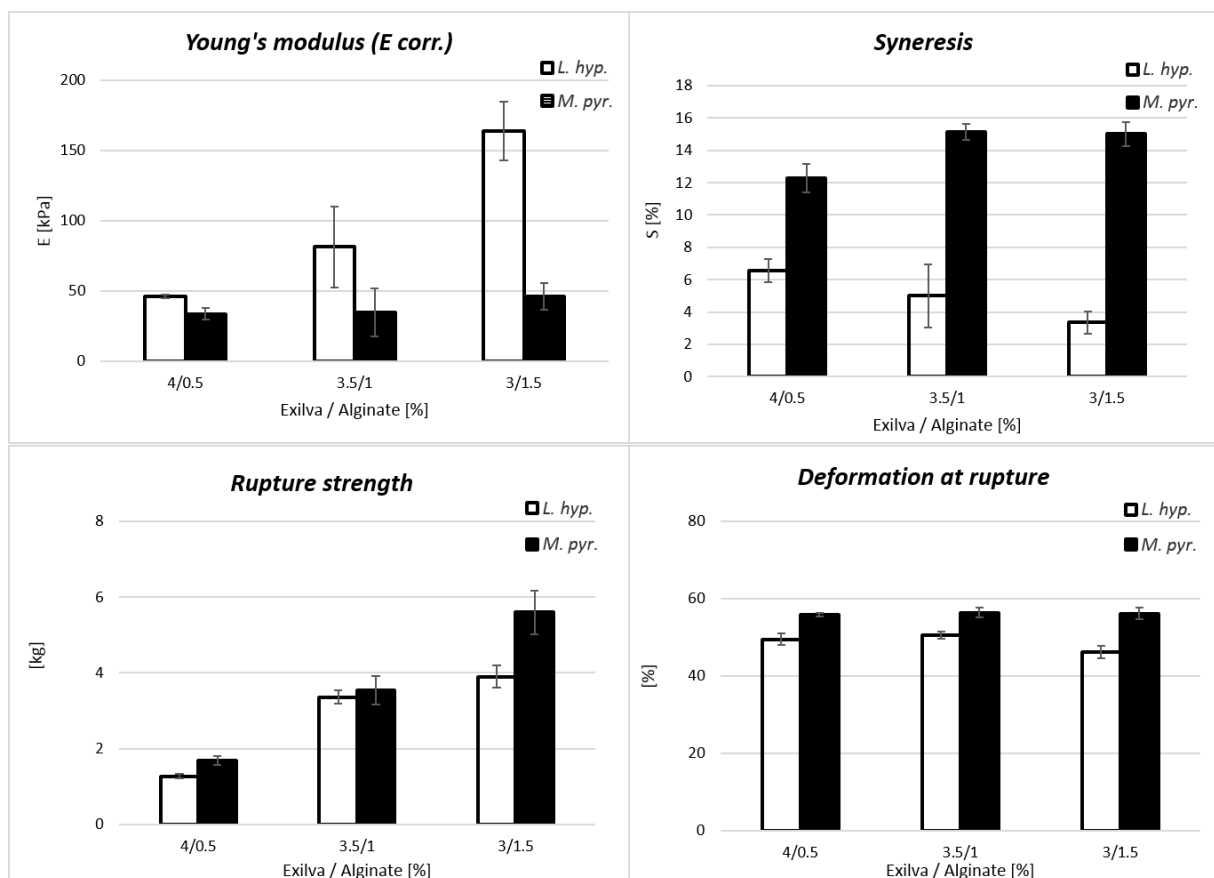 Young's modulus (E corr.)
L. hyp.
M. pyr.
200
150
100
50
0
E [kPa]
4/0.5
3.5/1
3/1.5
Exilva / Alginate [%]
Syneresis
L. hyp.
M. pyr.
18
16
14
12
10
8
6
4
2
0
S [%]
4/0.5
3.5/1
3/1.5
Exilva / Alginate [%]
Rupture strength
L. hyp.
M. pyr.
8
6
4
2
0
[kg]
4/0.5
3.5/1
3/1.5
Exilva / Alginate [%]
Deformation at rupture
L. hyp.
M. pyr.
80
60
40
20
0
[%]
4/0.5
3.5/1
3/1.5
Exilva / Alginate [%]